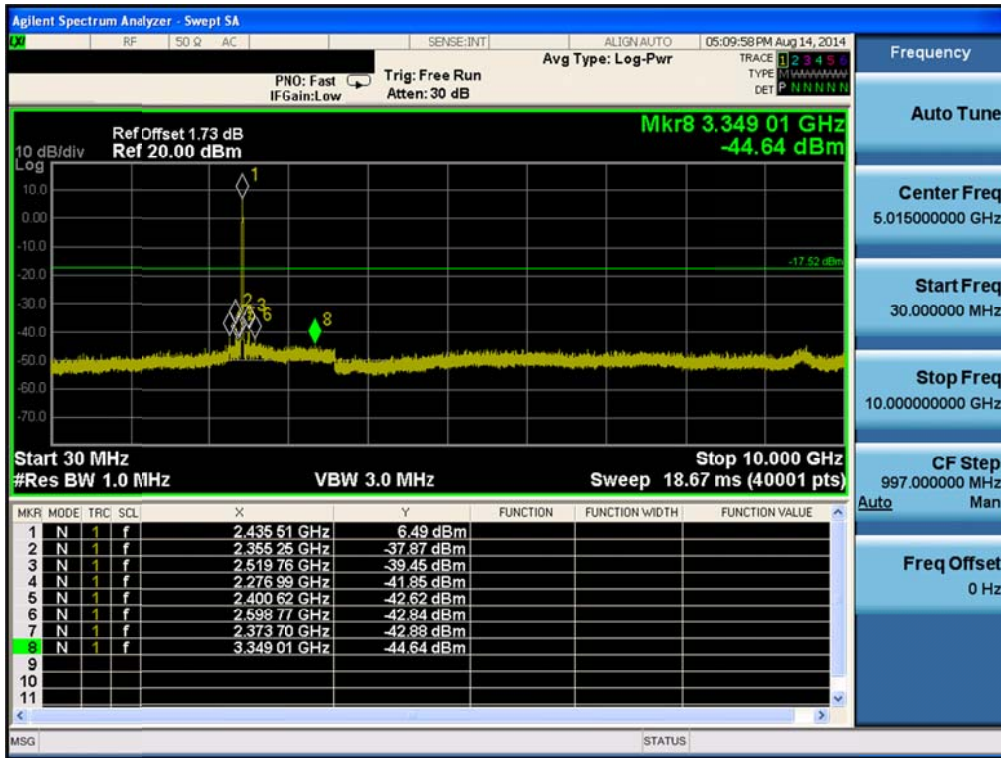 Agilent Spectrum Analyzer - Swept SA
LXI RF 50 Ω AC SENSE:INT ALIGN AUTO 05:09:58 PM Aug 14, 2014
Avg Type: Log-Pwr TRACE 1 2 3 4 5 6
PNO: Fast Trig: Free Run TYPE M
IFGain:Low Atten: 30 dB DET P N N N N N
Frequency
Auto Tune
Center Freq
5.015000000 GHz
Start Freq
30.000000 MHz
Stop Freq
10.000000000 GHz
CF Step
997.000000 MHz
Auto Man
Freq Offset
0 Hz
Mkr8 3.349 01 GHz
-44.64 dBm
Ref Offset 1.73 dB
10 dB/div Ref 20.00 dBm
Log
10.0
0.00
-10.0
-20.0
-30.0
-40.0
-50.0
-60.0
-70.0
1
-17.52 dBm
2 3 6
8
Start 30 MHz Stop 10.000 GHz
#Res BW 1.0 MHz VBW 3.0 MHz Sweep 18.67 ms (40001 pts)
MKR MODE TRC SCL X Y FUNCTION FUNCTION WIDTH FUNCTION VALUE
1 N 1 f 2.435 51 GHz 6.49 dBm
2 N 1 f 2.355 25 GHz -37.87 dBm
3 N 1 f 2.519 76 GHz -39.45 dBm
4 N 1 f 2.276 99 GHz -41.85 dBm
5 N 1 f 2.400 62 GHz -42.62 dBm
6 N 1 f 2.598 77 GHz -42.84 dBm
7 N 1 f 2.373 70 GHz -42.88 dBm
8 N 1 f 3.349 01 GHz -44.64 dBm
9
10
11
MSG STATUS